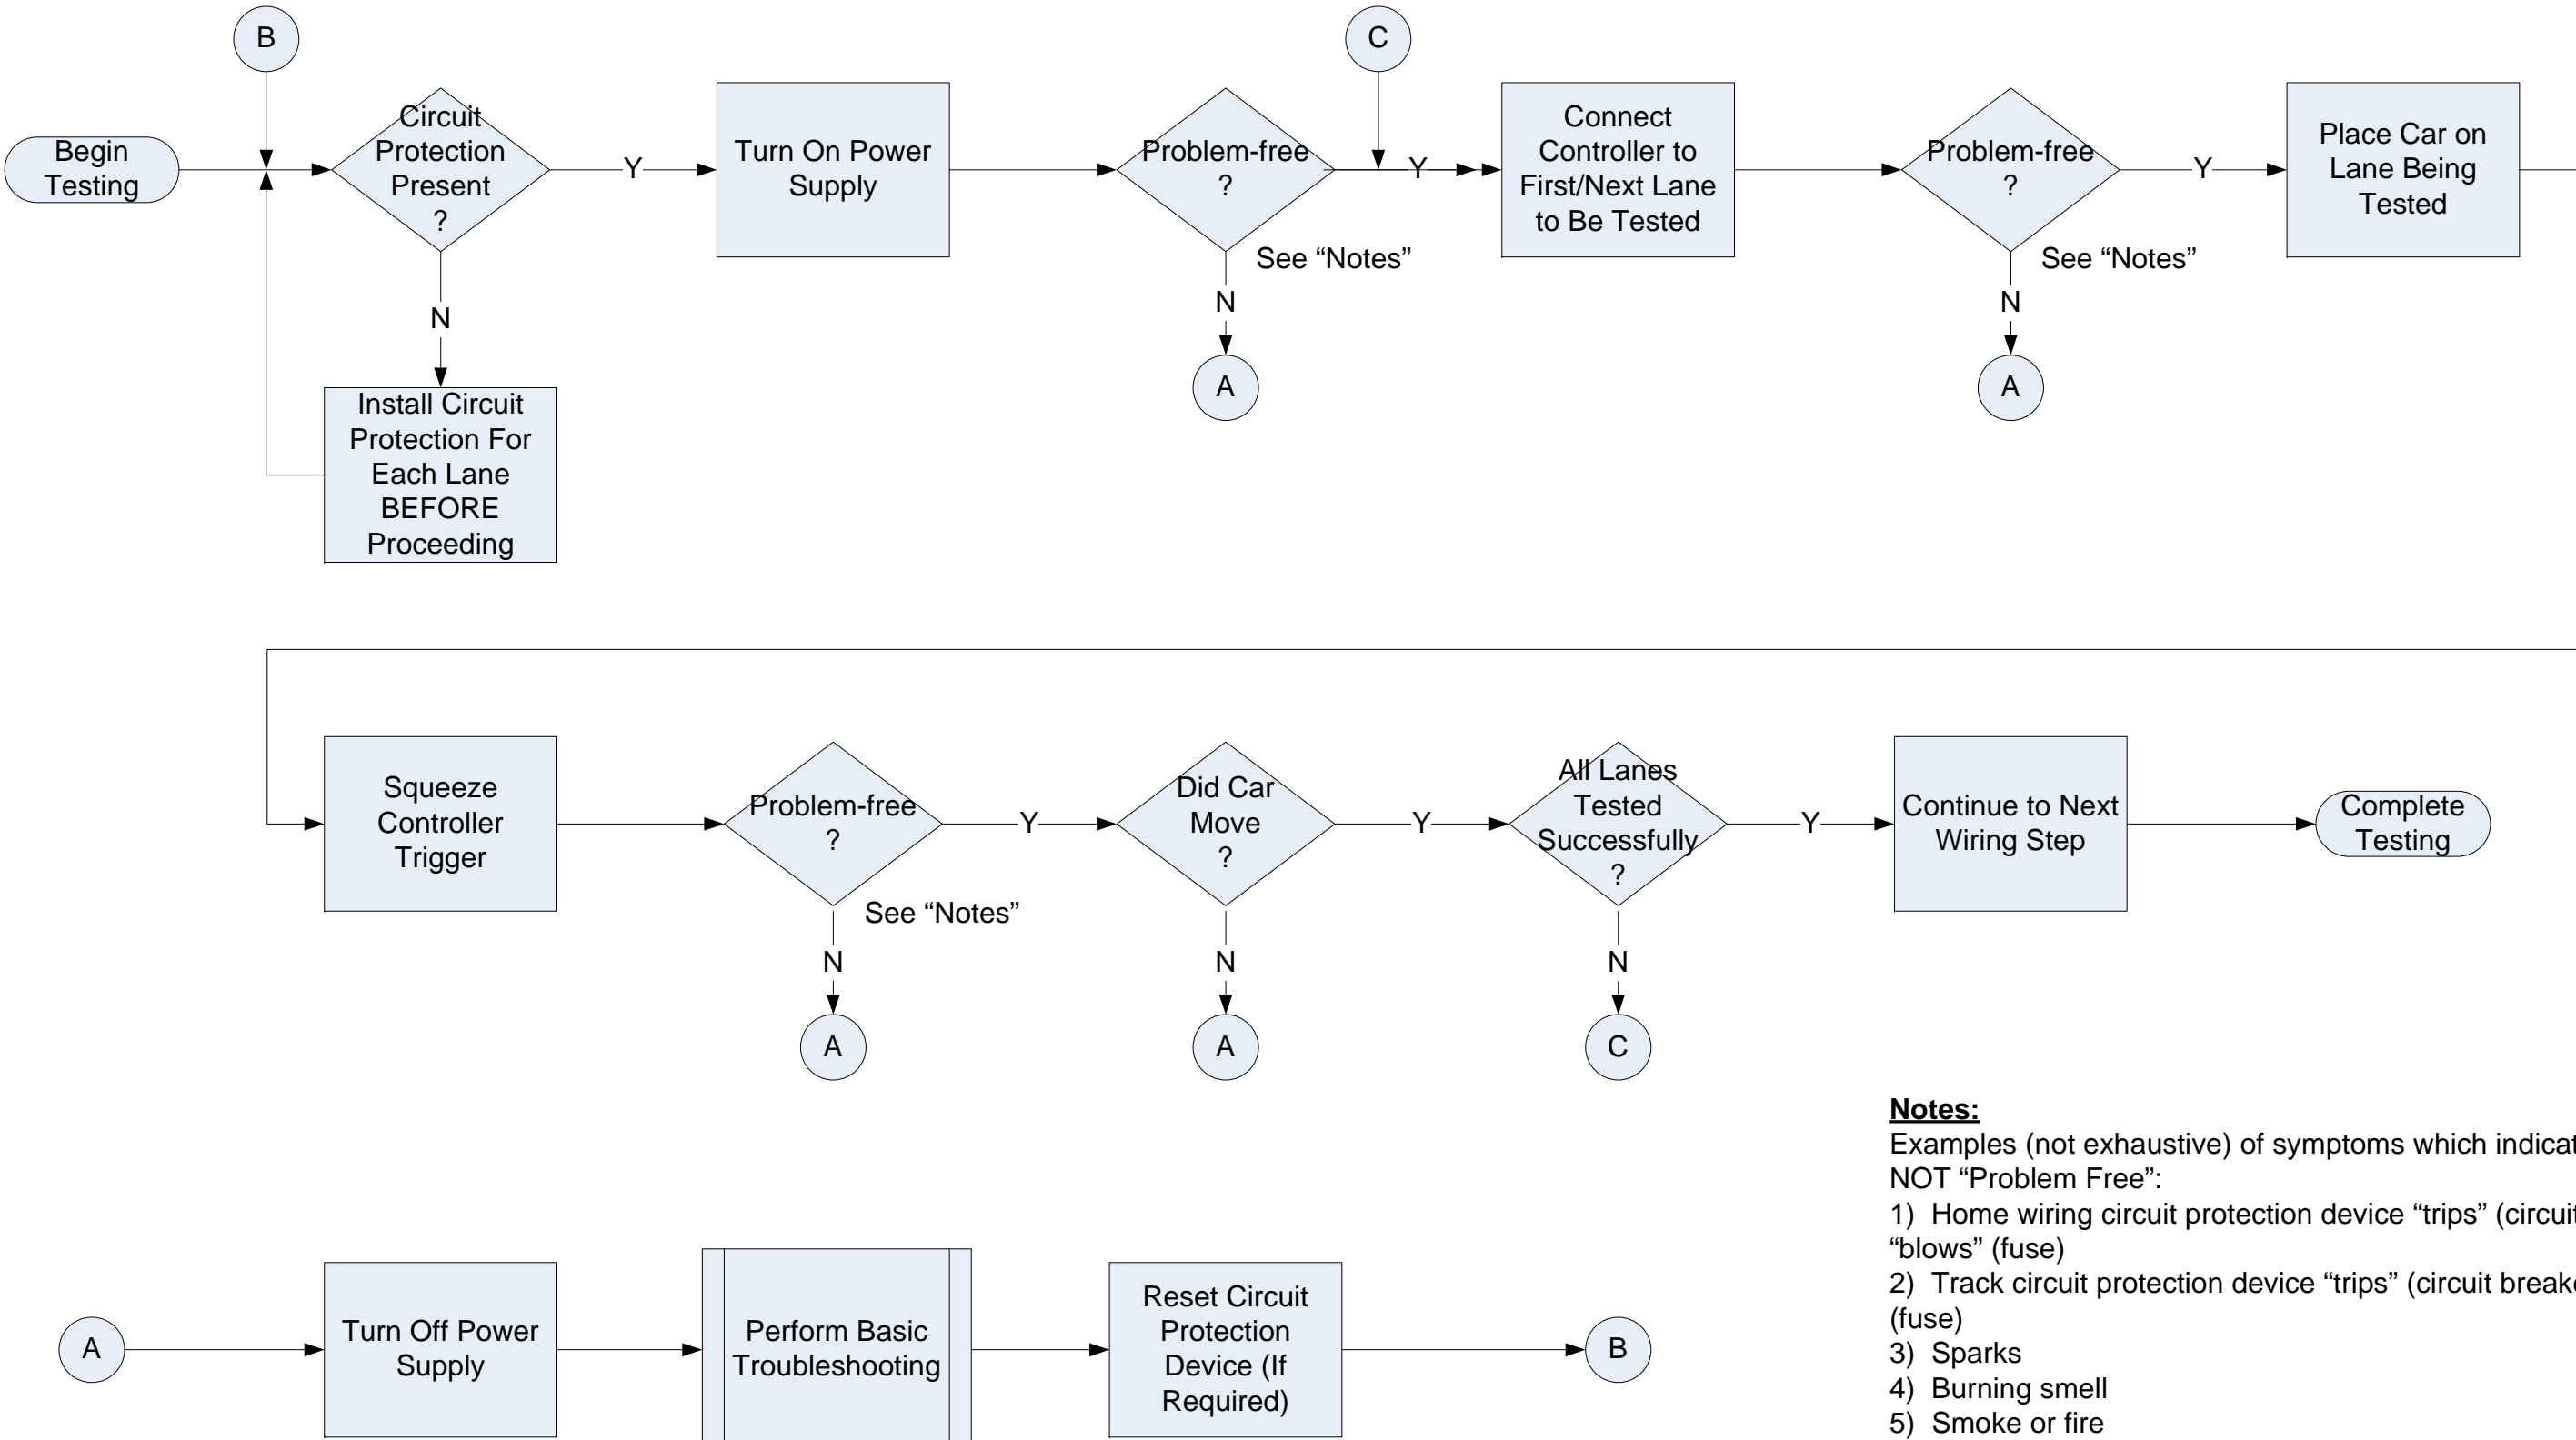 B
C
Begin
Testing
Circuit
Protection
Present
?
Y
Turn On Power
Supply
Problem-free
?
Y
Connect
Controller to
First/Next Lane
to Be Tested
Problem-free
?
Y
Place Car on
Lane Being
Tested
See “Notes”
See “Notes”
N
N
N
A
A
Install Circuit
Protection For
Each Lane
BEFORE
Proceeding
Squeeze
Controller
Trigger
Problem-free
?
Y
Did Car
Move
?
Y
All Lanes
Tested
Successfully
?
Y
Continue to Next
Wiring Step
Complete
Testing
See “Notes”
N
N
N
A
A
C
Notes:
Examples (not exhaustive) of symptoms which indicat
NOT “Problem Free”:
1) Home wiring circuit protection device “trips” (circuit
“blows” (fuse)
2) Track circuit protection device “trips” (circuit break
(fuse)
3) Sparks
4) Burning smell
5) Smoke or fire
A
Turn Off Power
Supply
Perform Basic
Troubleshooting
Reset Circuit
Protection
Device (If
Required)
B